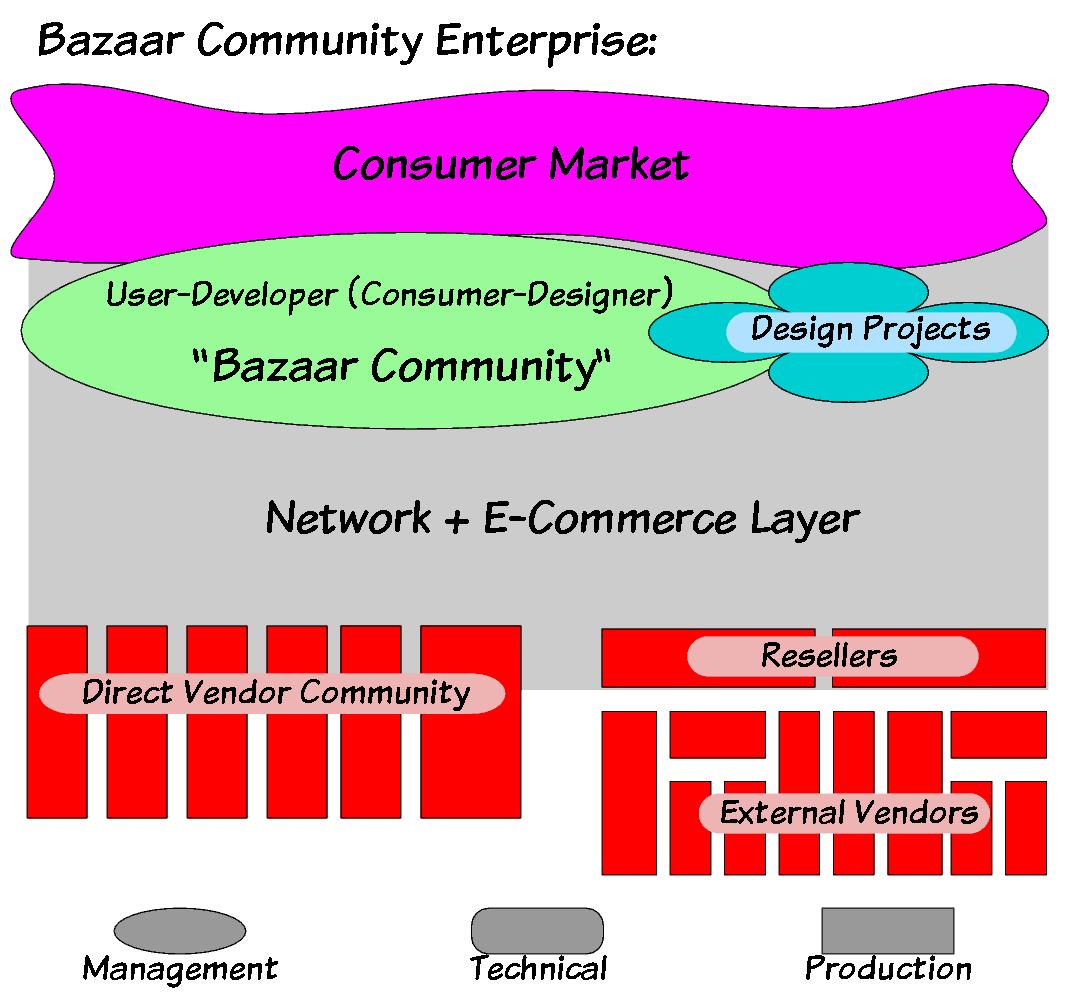 Bazaar Community Enterprise:
Consumer Market
User-Developer (Consumer-Designer)
"Bazaar Community"
Design Projects
Network + E-Commerce Layer
Direct Vendor Community
Resellers
External Vendors
Management
Technical
Production